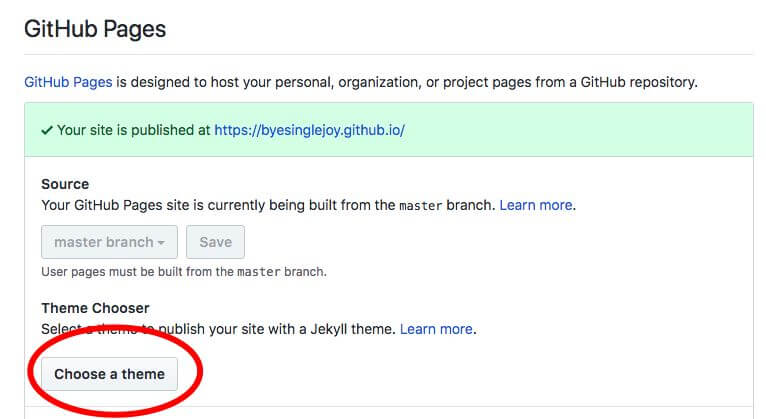 GitHub Pages
GitHub Pages is designed to host your personal, organization, or project pages from a GitHub repository.
Your site is published at https://byesinglejoy.github.io/
Source
Your GitHub Pages site is currently being built from the master branch. Learn more.
master branch Save
User pages must be built from the master branch.
Theme Chooser
Select a theme to publish your site with a Jekyll theme. Learn more.
Choose a theme